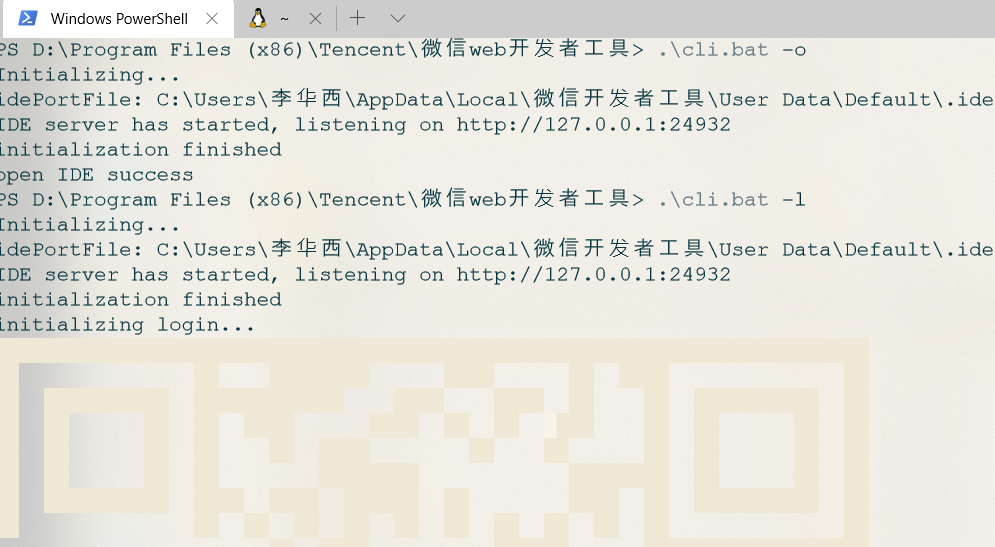 Windows PowerShell
~
PS D:\Program Files (x86)\Tencent\微信web开发者工具> .\cli.bat -o
Initializing...
idePortFile: C:\Users\李华西\AppData\Local\微信开发者工具\User Data\Default\.ide
IDE server has started, listening on http://127.0.0.1:24932
initialization finished
open IDE success
PS D:\Program Files (x86)\Tencent\微信web开发者工具> .\cli.bat -l
Initializing...
idePortFile: C:\Users\李华西\AppData\Local\微信开发者工具\User Data\Default\.ide
IDE server has started, listening on http://127.0.0.1:24932
initialization finished
initializing login...